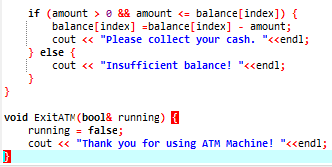 if (amount > 0 && amount <= balance[index]) {
balance[index] =balance[index] - amount;
cout << "Please collect your cash. "<<endl;
} else {
cout << "Insufficient balance! "<<endl;
}
}
void ExitATM(bool& running) {
running = false;
cout << "Thank you for using ATM Machine! "<<endl;
}